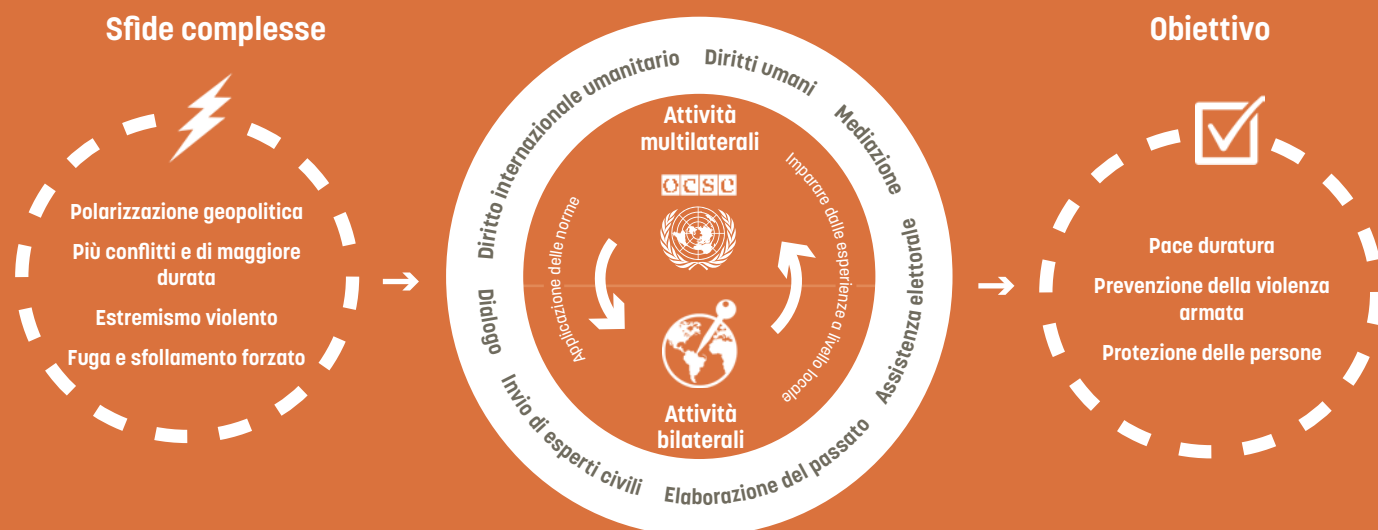 Sfide complesse
Polarizzazione geopolitica
Più conflitti e di maggiore
durata
Estremismo violento
Fuga e sfollamento forzato
Diritto internazionale umanitario
Diritti umani
Mediazione
Assistenza elettorale
Elaborazione del passato
Invio di esperti civili
Dialogo
Attività
multilaterali
OCSC
Applicazione delle norme
Imparare dalle esperienze a livello locale
Attività
bilaterali
Obiettivo
Pace duratura
Prevenzione della violenza
armata
Protezione delle persone